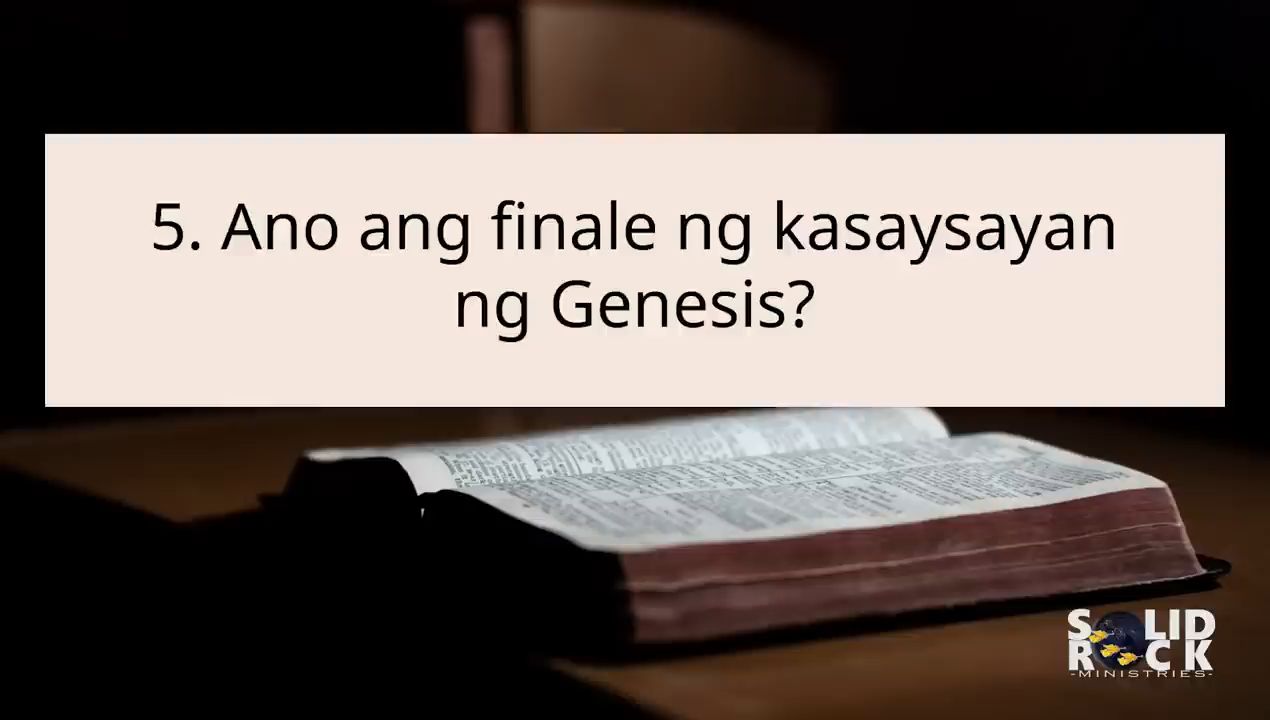 5. Ano ang finale ng kasaysayan
ng Genesis?
SOLID
ROCK
-MINISTRIES-